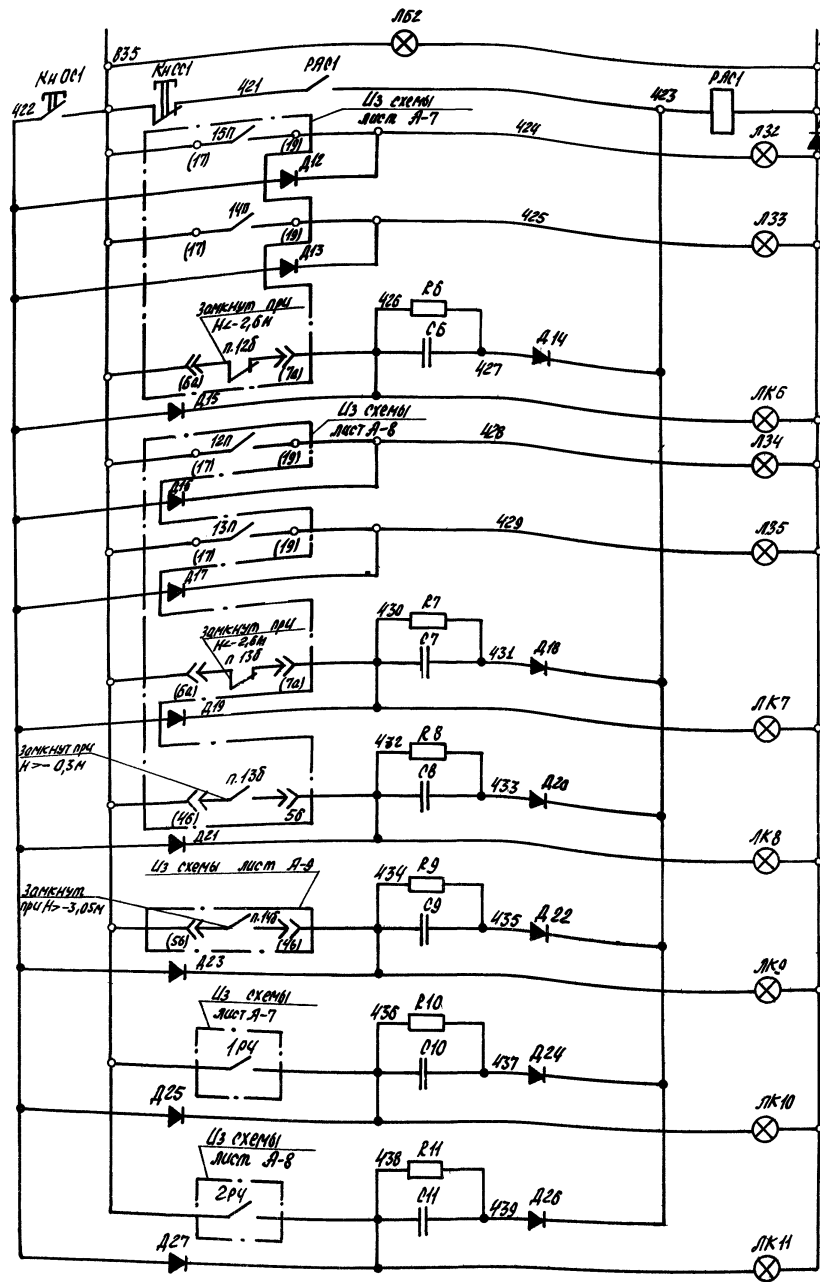 ЛБ2
835
КнОС1
КнСС1
421
РАС1
423
РАС1
422
Из схемы
лист А-7
15П
424
ЛЗ2
(17)
(19)
Д12
14П
425
ЛЗ3
(17)
(19)
Д13
Замкнут при
H<-2,6м
426
R6
С6
п.12б
Д14
427
(6а)
(7а)
Д15
ЛК6
Из схемы
лист А-8
12П
428
ЛЗ4
(17)
(19)
Д16
13П
429
ЛЗ5
(17)
(19)
Д17
Замкнут при
H<-2,6м
430
R7
С7
п 13б
431
Д18
(6а)
(7а)
Д19
ЛК7
Замкнут при
H>-0,3м
432
R8
С8
п.13б
433
Д20
(4б)
5б
Д21
ЛК8
Из схемы лист А-9
Замкнут
при H>-3,05м
434
R9
С9
п.14б
435
Д22
(5б)
(4б)
Д23
ЛК9
Из схемы
лист А-7
436
R10
1РЧ
С10
437
Д24
Д25
ЛК10
Из схемы
лист А-8
438
R11
2РЧ
С11
439
Д26
Д27
ЛК11